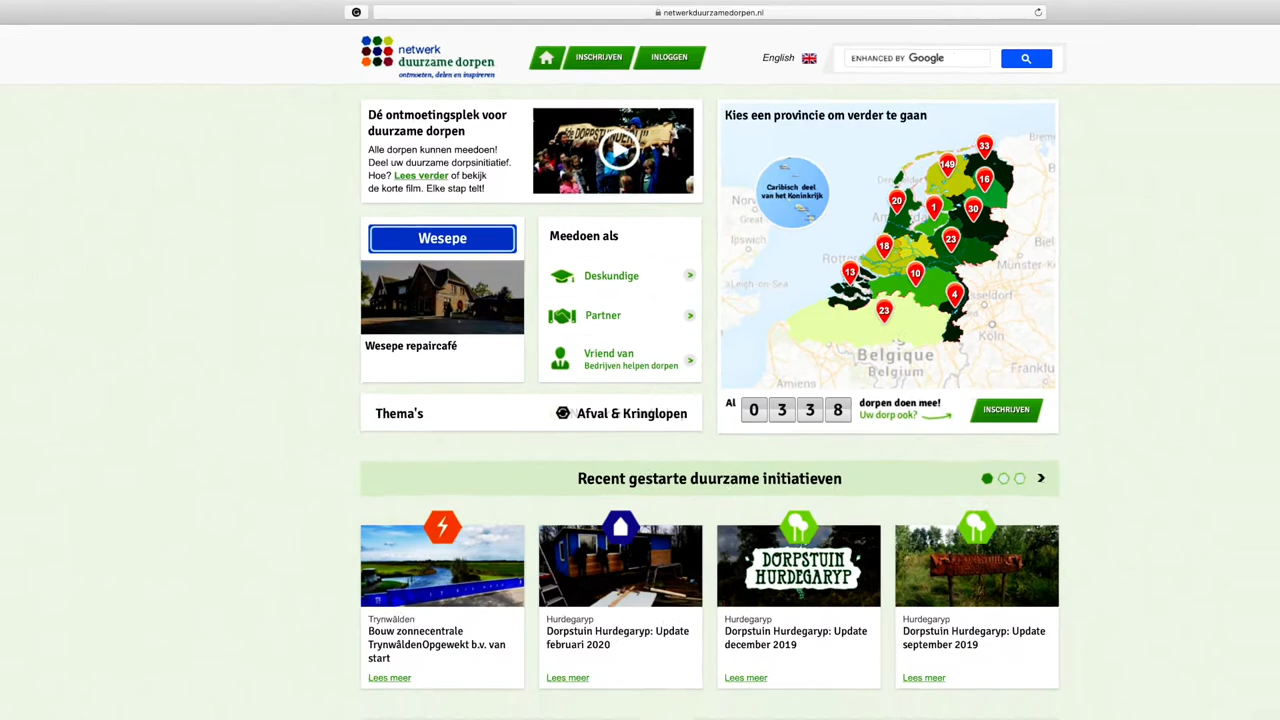 netwerkduurzamedorpen.nl
netwerk
duurzame dorpen
ontmoeten, delen en inspireren
INSCHRIJVEN
INLOGGEN
English
ENHANCED BY Google
Dé ontmoetingsplek voor
duurzame dorpen
Alle dorpen kunnen meedoen!
Deel uw duurzame dorpsinitiatief.
Hoe? Lees verder of bekijk
de korte film. Elke stap telt!
Wesepe
Wesepe repaircafé
Meedoen als
Deskundige
Partner
Vriend van
Bedrijven helpen dorpen
Thema's
Afval & Kringlopen
Kies een provincie om verder te gaan
Caribisch deel
van het Koninkrijk
33
149
16
20
1
30
23
18
13
10
4
23
Great
Ipswich
Münster
Köln
België
Belgique
Belgium
Amiens
Al 0 3 3 8 dorpen doen mee!
Uw dorp ook?
INSCHRIJVEN
Recent gestarte duurzame initiatieven
DORPSTUIN
HURDEGARYP
Trynwâlden
Bouw zonnecentrale
TrynwâldenOpgewekt b.v. van
start
Lees meer
Hurdegaryp
Dorpstuin Hurdegaryp: Update
februari 2020
Lees meer
Hurdegaryp
Dorpstuin Hurdegaryp: Update
december 2019
Lees meer
Hurdegaryp
Dorpstuin Hurdegaryp: Update
september 2019
Lees meer